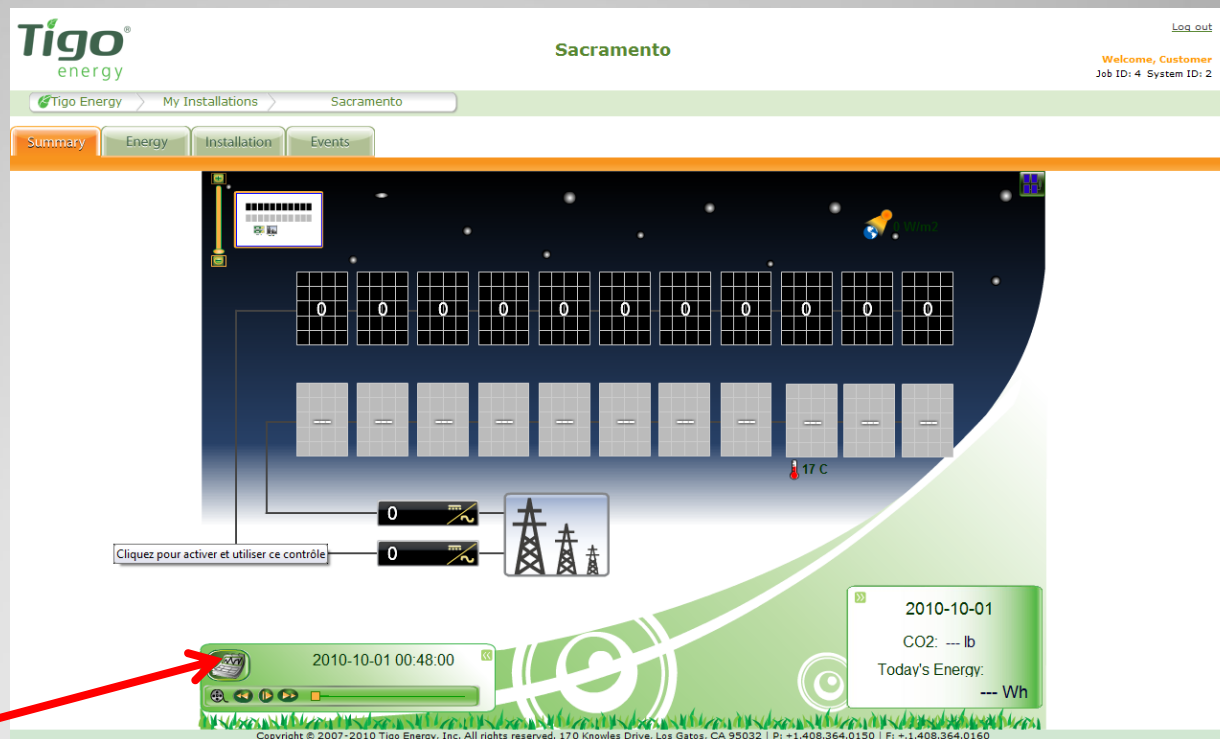 Tigo®
energy
Sacramento
Log out
Welcome, Customer
Job ID: 4 System ID: 2
Tigo Energy
My Installations
Sacramento
Summary
Energy
Installation
Events
0 W/m2
0 0 0 0 0 0 0 0 0 0 0
--- --- --- --- --- --- --- --- --- --- ---
17 C
0
Cliquez pour activer et utiliser ce contrôle
0
2010-10-01
CO2: --- lb
Today's Energy:
--- Wh
2010-10-01 00:48:00
Copyright © 2007-2010 Tigo Energy, Inc. All rights reserved. 170 Knowles Drive, Los Gatos, CA 95032 | P: +1.408.364.0150 | F: +.1.408.364.0160